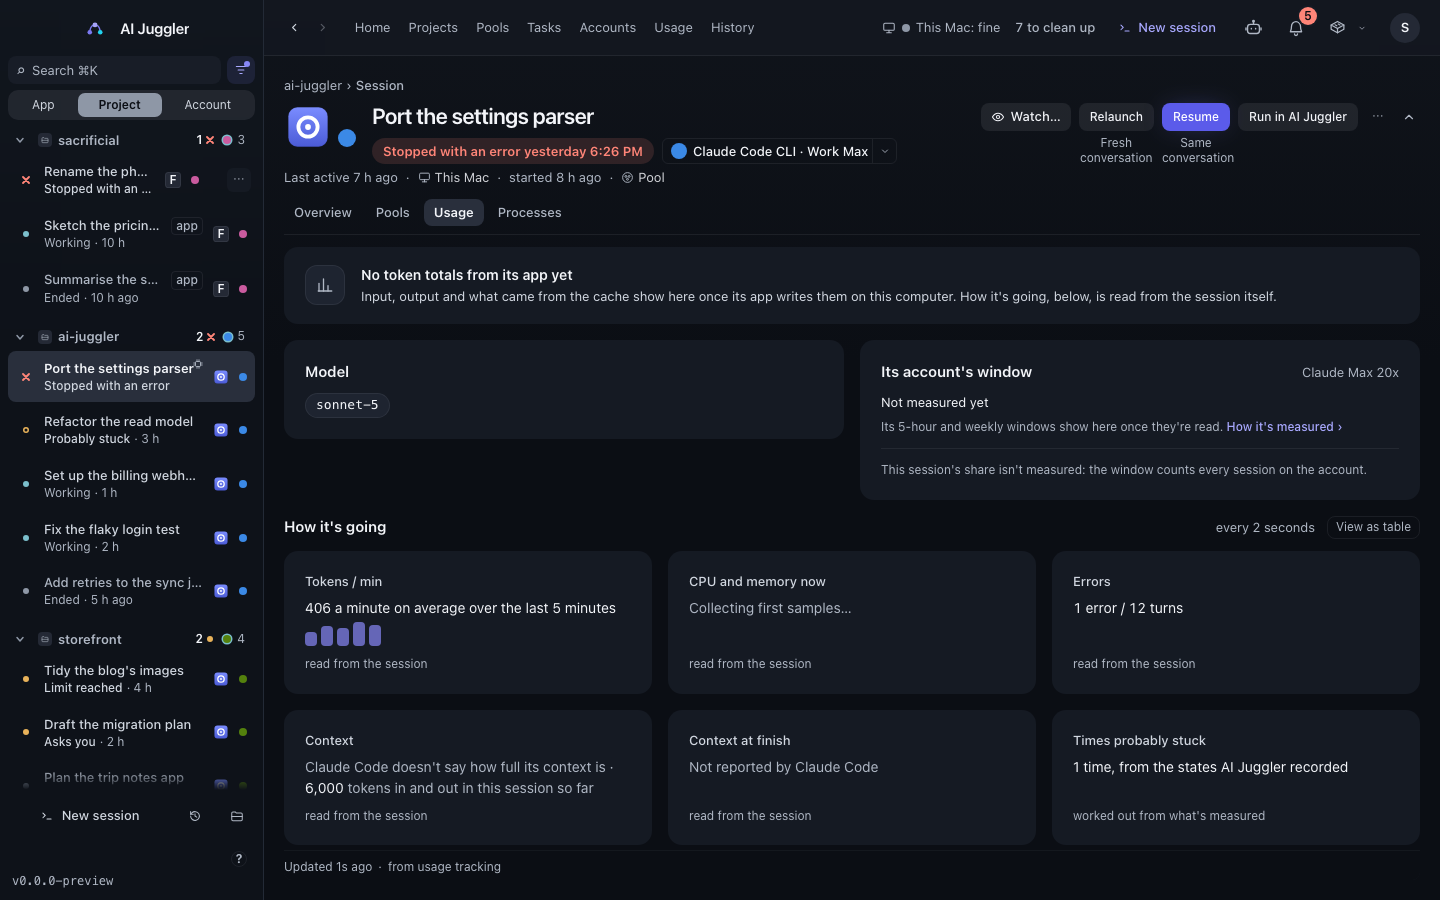 AI Juggler
Search ⌘K
App Project Account
sacrificial 1 3
Rename the ph...
Stopped with an ... F
Sketch the pricin... app
Working · 10 h F
Summarise the s... app
Ended · 10 h ago F
ai-juggler 2 5
Port the settings parser
Stopped with an error
Refactor the read model
Probably stuck · 3 h
Set up the billing webh...
Working · 1 h
Fix the flaky login test
Working · 2 h
Add retries to the sync j...
Ended · 5 h ago
storefront 2 4
Tidy the blog's images
Limit reached · 4 h
Draft the migration plan
Asks you · 2 h
Plan the trip notes app
New session
?
v0.0.0-preview
Home Projects Pools Tasks Accounts Usage History
This Mac: fine 7 to clean up New session 5 S
ai-juggler › Session
Port the settings parser
Stopped with an error yesterday 6:26 PM Claude Code CLI · Work Max
Last active 7 h ago · This Mac · started 8 h ago · Pool
Watch... Relaunch Resume Run in AI Juggler ...
Fresh conversation
Same conversation
Overview Pools Usage Processes
No token totals from its app yet
Input, output and what came from the cache show here once its app writes them on this computer. How it's going, below, is read from the session itself.
Model
sonnet-5
Its account's window Claude Max 20x
Not measured yet
Its 5-hour and weekly windows show here once they're read. How it's measured ›
This session's share isn't measured: the window counts every session on the account.
How it's going every 2 seconds View as table
Tokens / min
406 a minute on average over the last 5 minutes
read from the session
CPU and memory now
Collecting first samples...
read from the session
Errors
1 error / 12 turns
read from the session
Context
Claude Code doesn't say how full its context is ·
6,000 tokens in and out in this session so far
read from the session
Context at finish
Not reported by Claude Code
read from the session
Times probably stuck
1 time, from the states AI Juggler recorded
worked out from what's measured
Updated 1s ago · from usage tracking